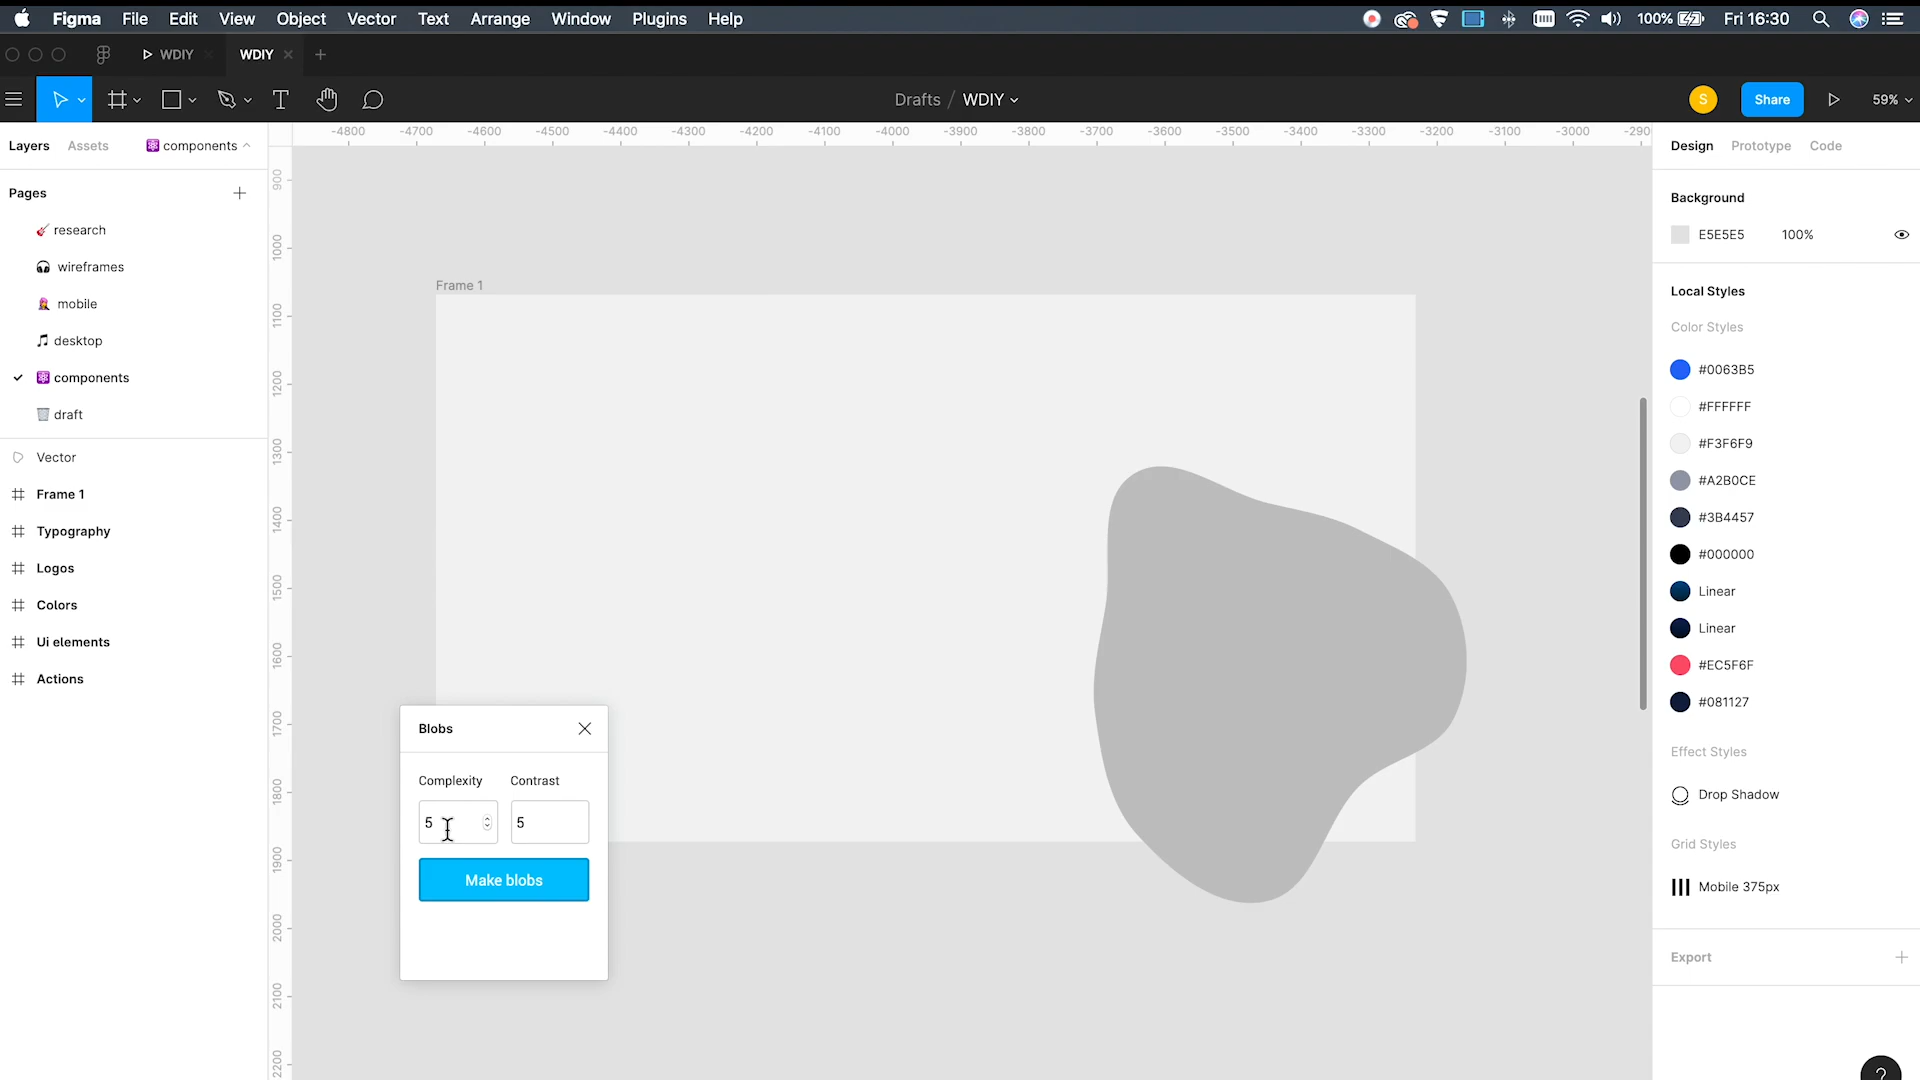 Figma File Edit View Object Vector Text Arrange Window Plugins Help 100% Fri 16:30
WDIY WDIY
Drafts / WDIY S Share 59%
Layers Assets components
Pages
research
wireframes
mobile
desktop
components
draft
Vector
Frame 1
Typography
Logos
Colors
Ui elements
Actions
-4800 -4700 -4600 -4500 -4400 -4300 -4200 -4100 -4000 -3900 -3800 -3700 -3600 -3500 -3400 -3300 -3200 -3100 -3000 -290
900
1000
1100
1200
1300
1400
1500
1600
1700
1800
1900
2000
2100
2200
Frame 1
Blobs
Complexity Contrast
5 5
Make blobs
Design Prototype Code
Background
E5E5E5 100%
Local Styles
Color Styles
#0063B5
#FFFFFF
#F3F6F9
#A2B0CE
#3B4457
#000000
Linear
Linear
#EC5F6F
#081127
Effect Styles
Drop Shadow
Grid Styles
Mobile 375px
Export
?